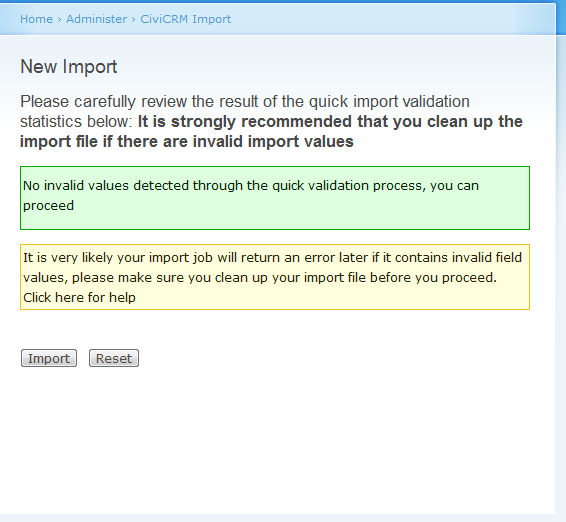 Home › Administer › CiviCRM Import
New Import
Please carefully review the result of the quick import validation
statistics below: It is strongly recommended that you clean up the
import file if there are invalid import values
No invalid values detected through the quick validation process, you can
proceed
It is very likely your import job will return an error later if it contains invalid field
values, please make sure you clean up your import file before you proceed.
Click here for help
Import Reset